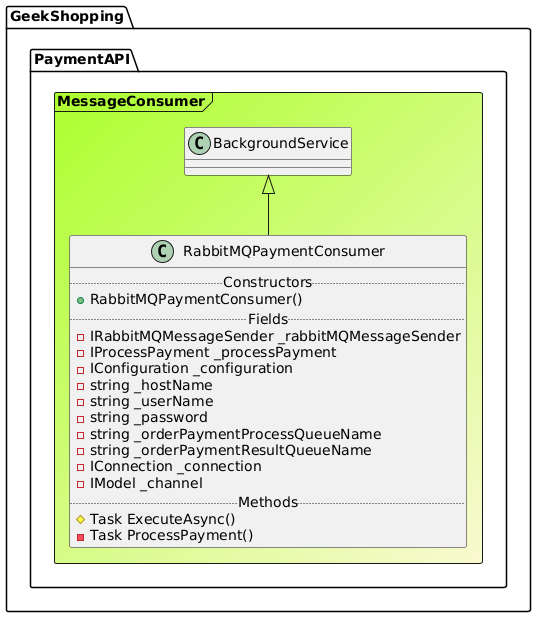 GeekShopping
PaymentAPI
MessageConsumer
C BackgroundService
C RabbitMQPaymentConsumer
Constructors
RabbitMQPaymentConsumer()
Fields
IRabbitMQMessageSender _rabbitMQMessageSender
IProcessPayment _processPayment
IConfiguration _configuration
string _hostName
string _userName
string _password
string _orderPaymentProcessQueueName
string _orderPaymentResultQueueName
IConnection _connection
IModel _channel
Methods
Task ExecuteAsync()
Task ProcessPayment()